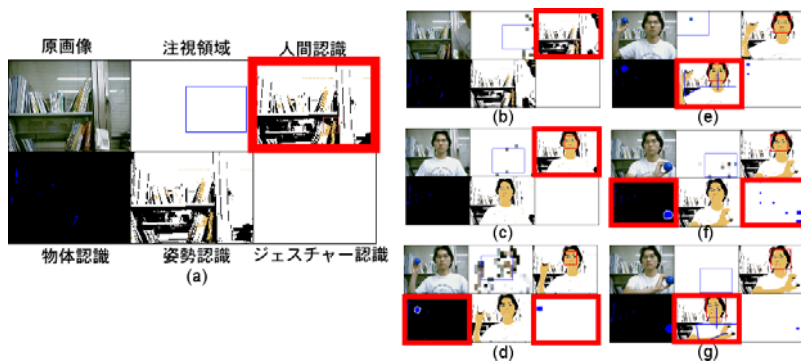 原画像
注視領域
人間認識
物体認識
姿勢認識
ジェスチャー認識
(a)
(b)
(e)
(c)
(f)
(d)
(g)